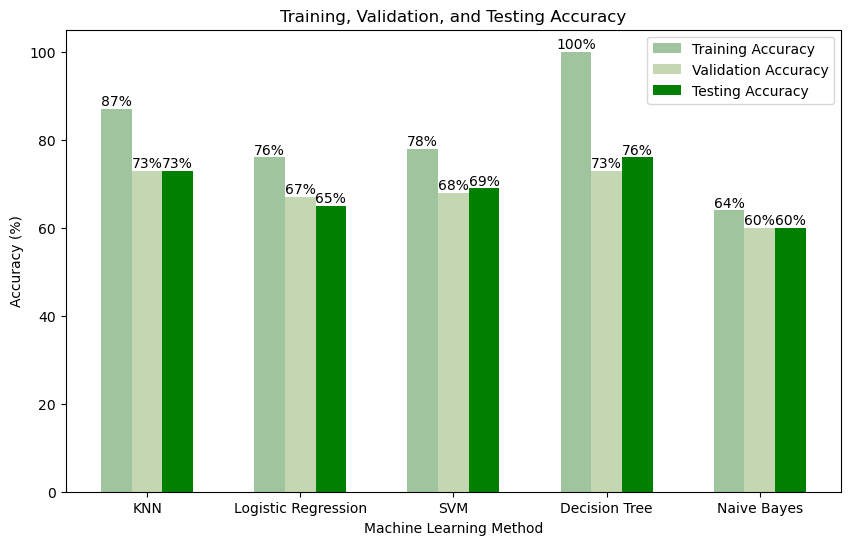 Training, Validation, and Testing Accuracy
Training Accuracy
Validation Accuracy
Testing Accuracy
Accuracy (%)
100
80
60
40
20
0
87%
73%
73%
76%
67%
65%
78%
68%
69%
100%
73%
76%
64%
60%
60%
KNN
Logistic Regression
SVM
Decision Tree
Naive Bayes
Machine Learning Method